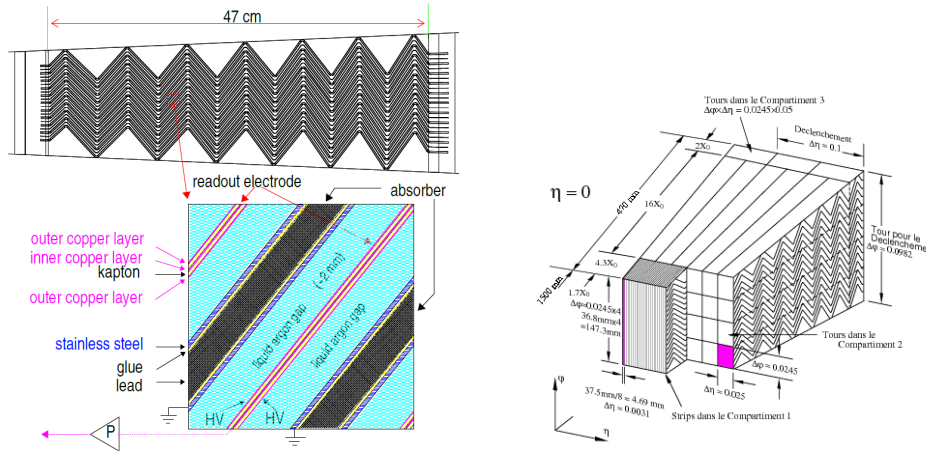 47 cm
readout electrode
absorber
outer copper layer
inner copper layer
kapton
outer copper layer
stainless steel
glue
lead
liquid argon gap
(~2 mm)
liquid argon gap
HV
HV
P
Tours dans le Compartiment 3
Δφ×Δη = 0.0245×0.05
Declenchement
Δη = 0.1
2X₀
470 mm
16X₀
η = 0
4.3X₀
1500 mm
1.7X₀
Δφ=0.0245x4
36.8mmx4
=147.3mm
Tour pour le
Declenchement
Δφ = 0.0982
Tours dans le
Compartiment 2
Δφ = 0.0245
Δη = 0.025
37.5mm/8 = 4.69 mm
Δη = 0.0031
Strips dans le Compartiment 1
φ
η